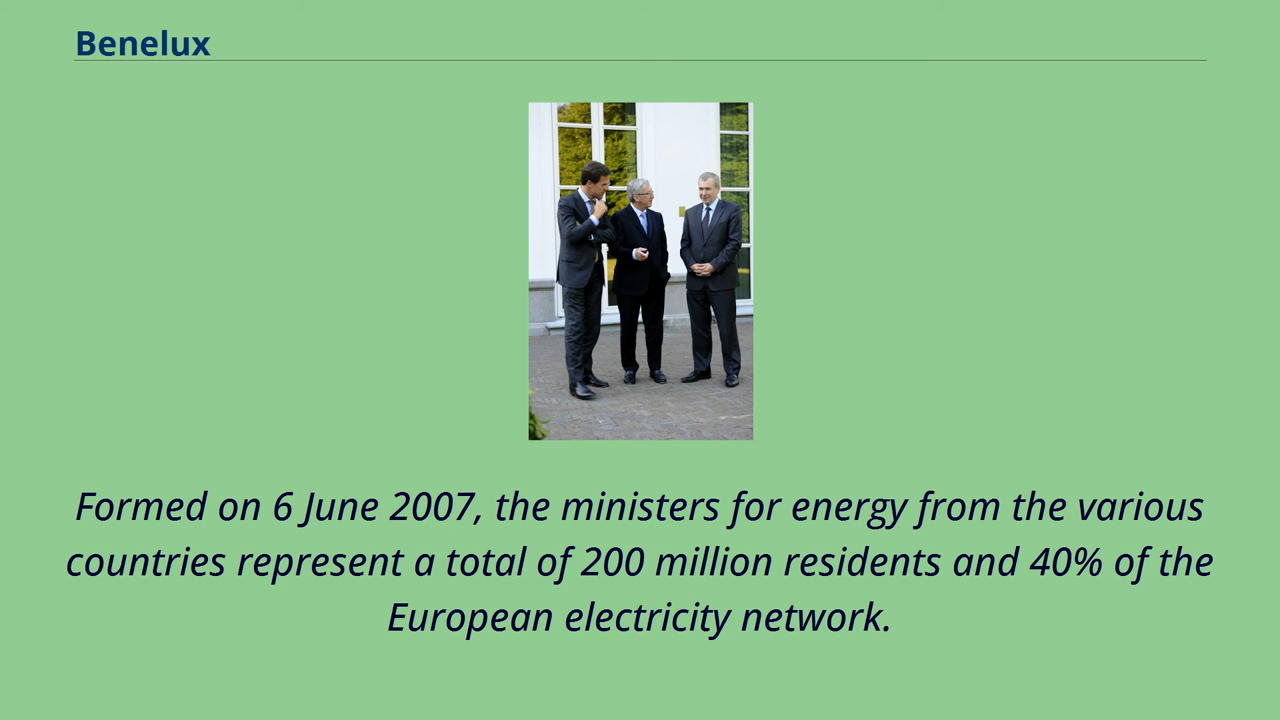 Benelux
Formed on 6 June 2007, the ministers for energy from the various
countries represent a total of 200 million residents and 40% of the
European electricity network.